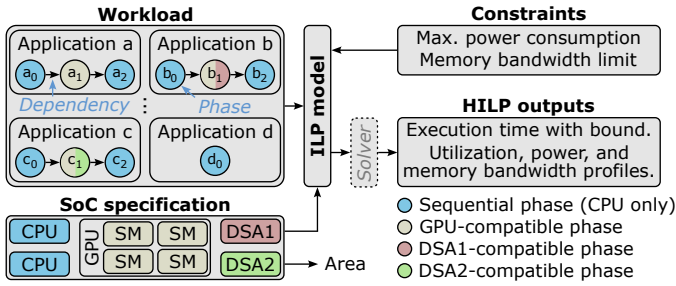 Workload
Application a
a0 a1 a2
Application b
b0 b1 b2
Dependency
Phase
Application c
c0 c1 c2
Application d
d0
SoC specification
CPU
CPU
GPU
SM SM
SM SM
DSA1
DSA2
Area
ILP model
Solver
Constraints
Max. power consumption
Memory bandwidth limit
HILP outputs
Execution time with bound.
Utilization, power, and
memory bandwidth profiles.
Sequential phase (CPU only)
GPU-compatible phase
DSA1-compatible phase
DSA2-compatible phase